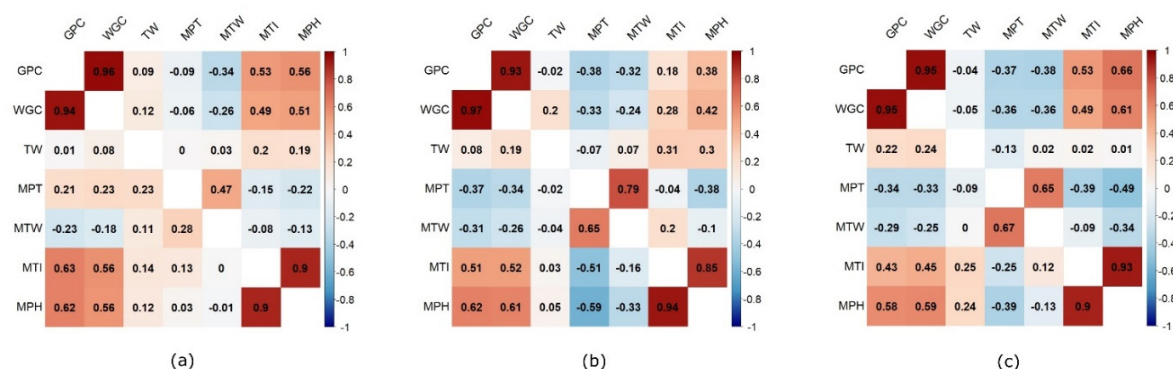 GPC WGC TW MPT MTW MTI MPH
GPC 0.96 0.09 -0.09 -0.34 0.53 0.56
WGC 0.94 0.12 -0.06 -0.26 0.49 0.51
TW 0.01 0.08 0 0.03 0.2 0.19
MPT 0.21 0.23 0.23 0.47 -0.15 -0.22
MTW -0.23 -0.18 0.11 0.28 -0.08 -0.13
MTI 0.63 0.56 0.14 0.13 0 0.9
MPH 0.62 0.56 0.12 0.03 -0.01 0.9
1
0.8
0.6
0.4
0.2
0
-0.2
-0.4
-0.6
-0.8
-1
(a)
GPC WGC TW MPT MTW MTI MPH
GPC 0.93 -0.02 -0.38 -0.32 0.18 0.38
WGC 0.97 0.2 -0.33 -0.24 0.28 0.42
TW 0.08 0.19 -0.07 0.07 0.31 0.3
MPT -0.37 -0.34 -0.02 0.79 -0.04 -0.38
MTW -0.31 -0.26 -0.04 0.65 0.2 -0.1
MTI 0.51 0.52 0.03 -0.51 -0.16 0.85
MPH 0.62 0.61 0.05 -0.59 -0.33 0.94
1
0.8
0.6
0.4
0.2
0
-0.2
-0.4
-0.6
-0.8
-1
(b)
GPC WGC TW MPT MTW MTI MPH
GPC 0.95 -0.04 -0.37 -0.38 0.53 0.66
WGC 0.95 -0.05 -0.36 -0.36 0.49 0.61
TW 0.22 0.24 -0.13 0.02 0.02 0.01
MPT -0.34 -0.33 -0.09 0.65 -0.39 -0.49
MTW -0.29 -0.25 0 0.67 -0.09 -0.34
MTI 0.43 0.45 0.25 -0.25 0.12 0.93
MPH 0.58 0.59 0.24 -0.39 -0.13 0.9
1
0.8
0.6
0.4
0.2
0
-0.2
-0.4
-0.6
-0.8
-1
(c)